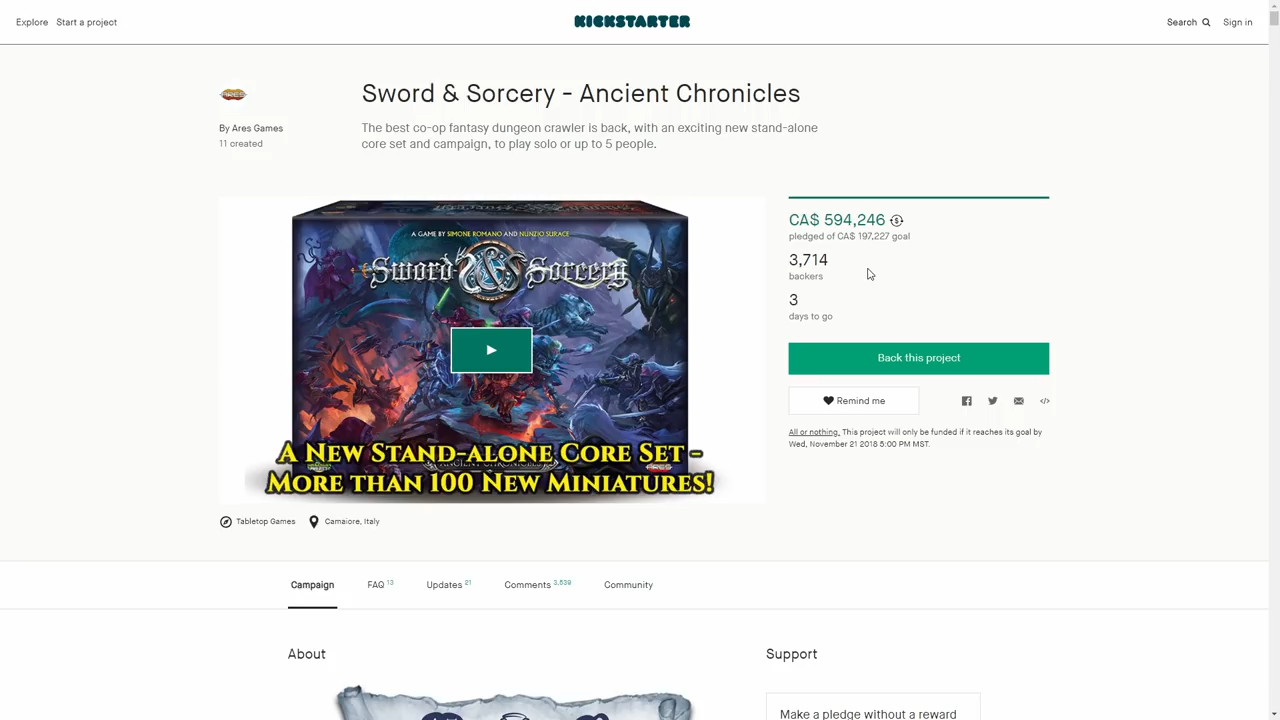 Explore
Start a project
KICKSTARTER
Search
Sign in
ARES
Sword & Sorcery - Ancient Chronicles
By Ares Games
11 created
The best co-op fantasy dungeon crawler is back, with an exciting new stand-alone
core set and campaign, to play solo or up to 5 people.
A GAME BY SIMONE ROMANO AND NUNZIO SURACE
Sword & Sorcery
A NEW STAND-ALONE CORE SET -
MORE THAN 100 NEW MINIATURES!
CA$ 594,246
pledged of CA$ 197,227 goal
3,714
backers
3
days to go
Back this project
Remind me
All or nothing. This project will only be funded if it reaches its goal by
Wed, November 21 2018 5:00 PM MST.
Tabletop Games
Camaiore, Italy
Campaign
FAQ 13
Updates 21
Comments 3,539
Community
About
Support
Make a pledge without a reward